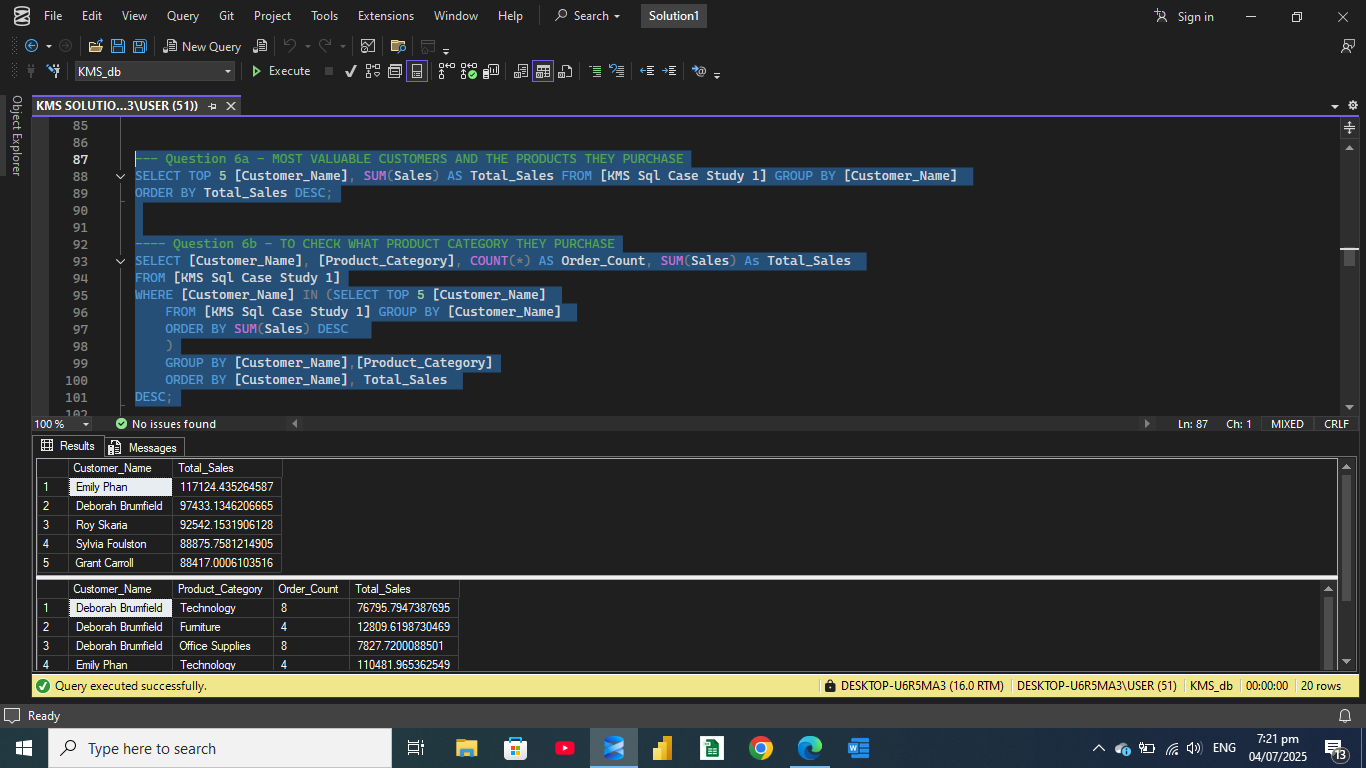 File Edit View Query Git Project Tools Extensions Window Help Search Solution1 Sign in
New Query
KMS_db Execute
Object Explorer
KMS SOLUTIO...3\USER (51))
85
86
87 --- Question 6a - MOST VALUABLE CUSTOMERS AND THE PRODUCTS THEY PURCHASE
88 SELECT TOP 5 [Customer_Name], SUM(Sales) AS Total_Sales FROM [KMS Sql Case Study 1] GROUP BY [Customer_Name]
89 ORDER BY Total_Sales DESC;
90
91
92 ---- Question 6b - TO CHECK WHAT PRODUCT CATEGORY THEY PURCHASE
93 SELECT [Customer_Name], [Product_Category], COUNT(*) AS Order_Count, SUM(Sales) As Total_Sales
94 FROM [KMS Sql Case Study 1]
95 WHERE [Customer_Name] IN (SELECT TOP 5 [Customer_Name]
96 FROM [KMS Sql Case Study 1] GROUP BY [Customer_Name]
97 ORDER BY SUM(Sales) DESC
98 )
99 GROUP BY [Customer_Name],[Product_Category]
100 ORDER BY [Customer_Name], Total_Sales
101 DESC;
102
100 % No issues found Ln: 87 Ch: 1 MIXED CRLF
Results Messages
Customer_Name Total_Sales
1 Emily Phan 117124.435264587
2 Deborah Brumfield 97433.1346206665
3 Roy Skaria 92542.1531906128
4 Sylvia Foulston 88875.7581214905
5 Grant Carroll 88417.0006103516
Customer_Name Product_Category Order_Count Total_Sales
1 Deborah Brumfield Technology 8 76795.7947387695
2 Deborah Brumfield Furniture 4 12809.6198730469
3 Deborah Brumfield Office Supplies 8 7827.7200088501
4 Emily Phan Technology 4 110481.965362549
Query executed successfully. DESKTOP-U6R5MA3 (16.0 RTM) DESKTOP-U6R5MA3\USER (51) KMS_db 00:00:00 20 rows
Ready
Type here to search ENG 7:21 pm
04/07/2025 13